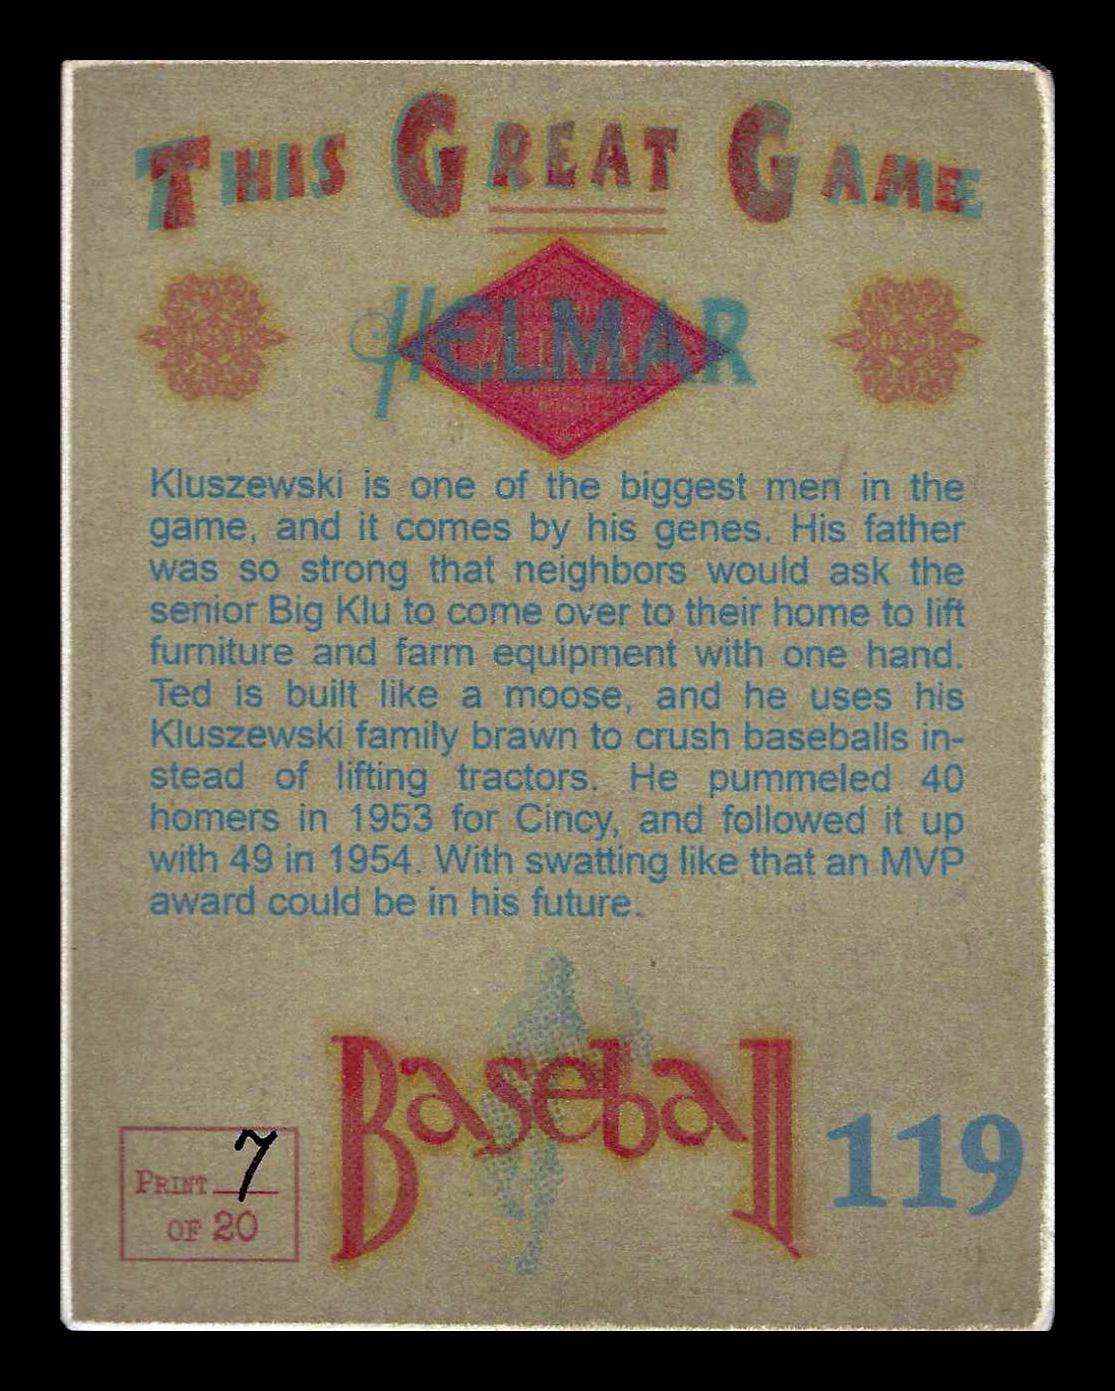 THIS GREAT GAME
HELMAR
Kluszewski is one of the biggest men in the
game, and it comes by his genes. His father
was so strong that neighbors would ask the
senior Big Klu to come over to their home to lift
furniture and farm equipment with one hand.
Ted is built like a moose, and he uses his
Kluszewski family brawn to crush baseballs in-
stead of lifting tractors. He pummeled 40
homers in 1953 for Cincy, and followed it up
with 49 in 1954. With swatting like that an MVP
award could be in his future.
Baseball
119
PRINT 7
OF 20